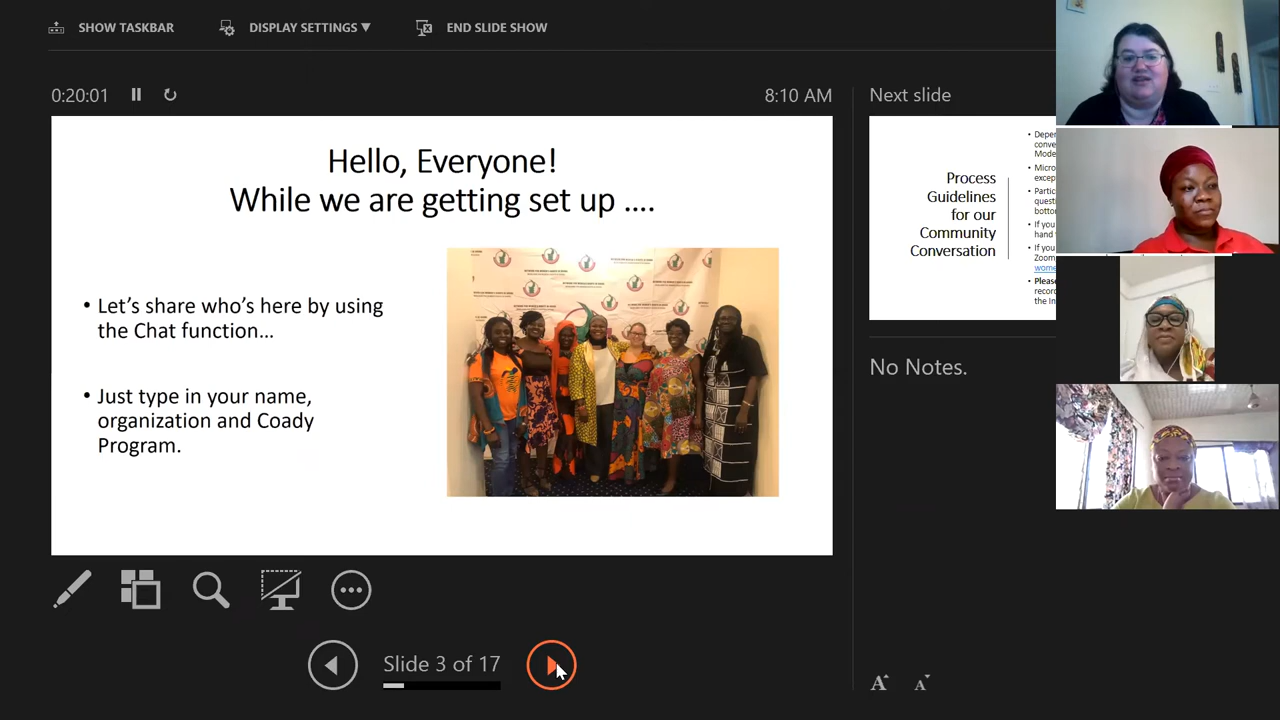 SHOW TASKBAR
DISPLAY SETTINGS ▼
END SLIDE SHOW
0:20:01
8:10 AM
Hello, Everyone!
While we are getting set up ....
• Let’s share who’s here by using
the Chat function...
• Just type in your name,
organization and Coady
Program.
Next slide
Process
Guidelines
for our
Community
Conversation
•
•
•
•
•
•
No Notes.
Slide 3 of 17
A
A